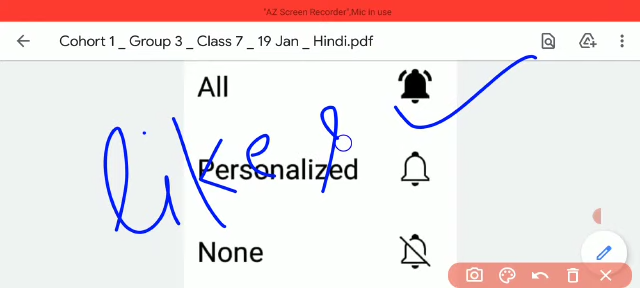 "AZ Screen Recorder",Mic in use
Cohort 1 _ Group 3 _ Class 7 _ 19 Jan _ Hindi.pdf
All
like
Personalized
None